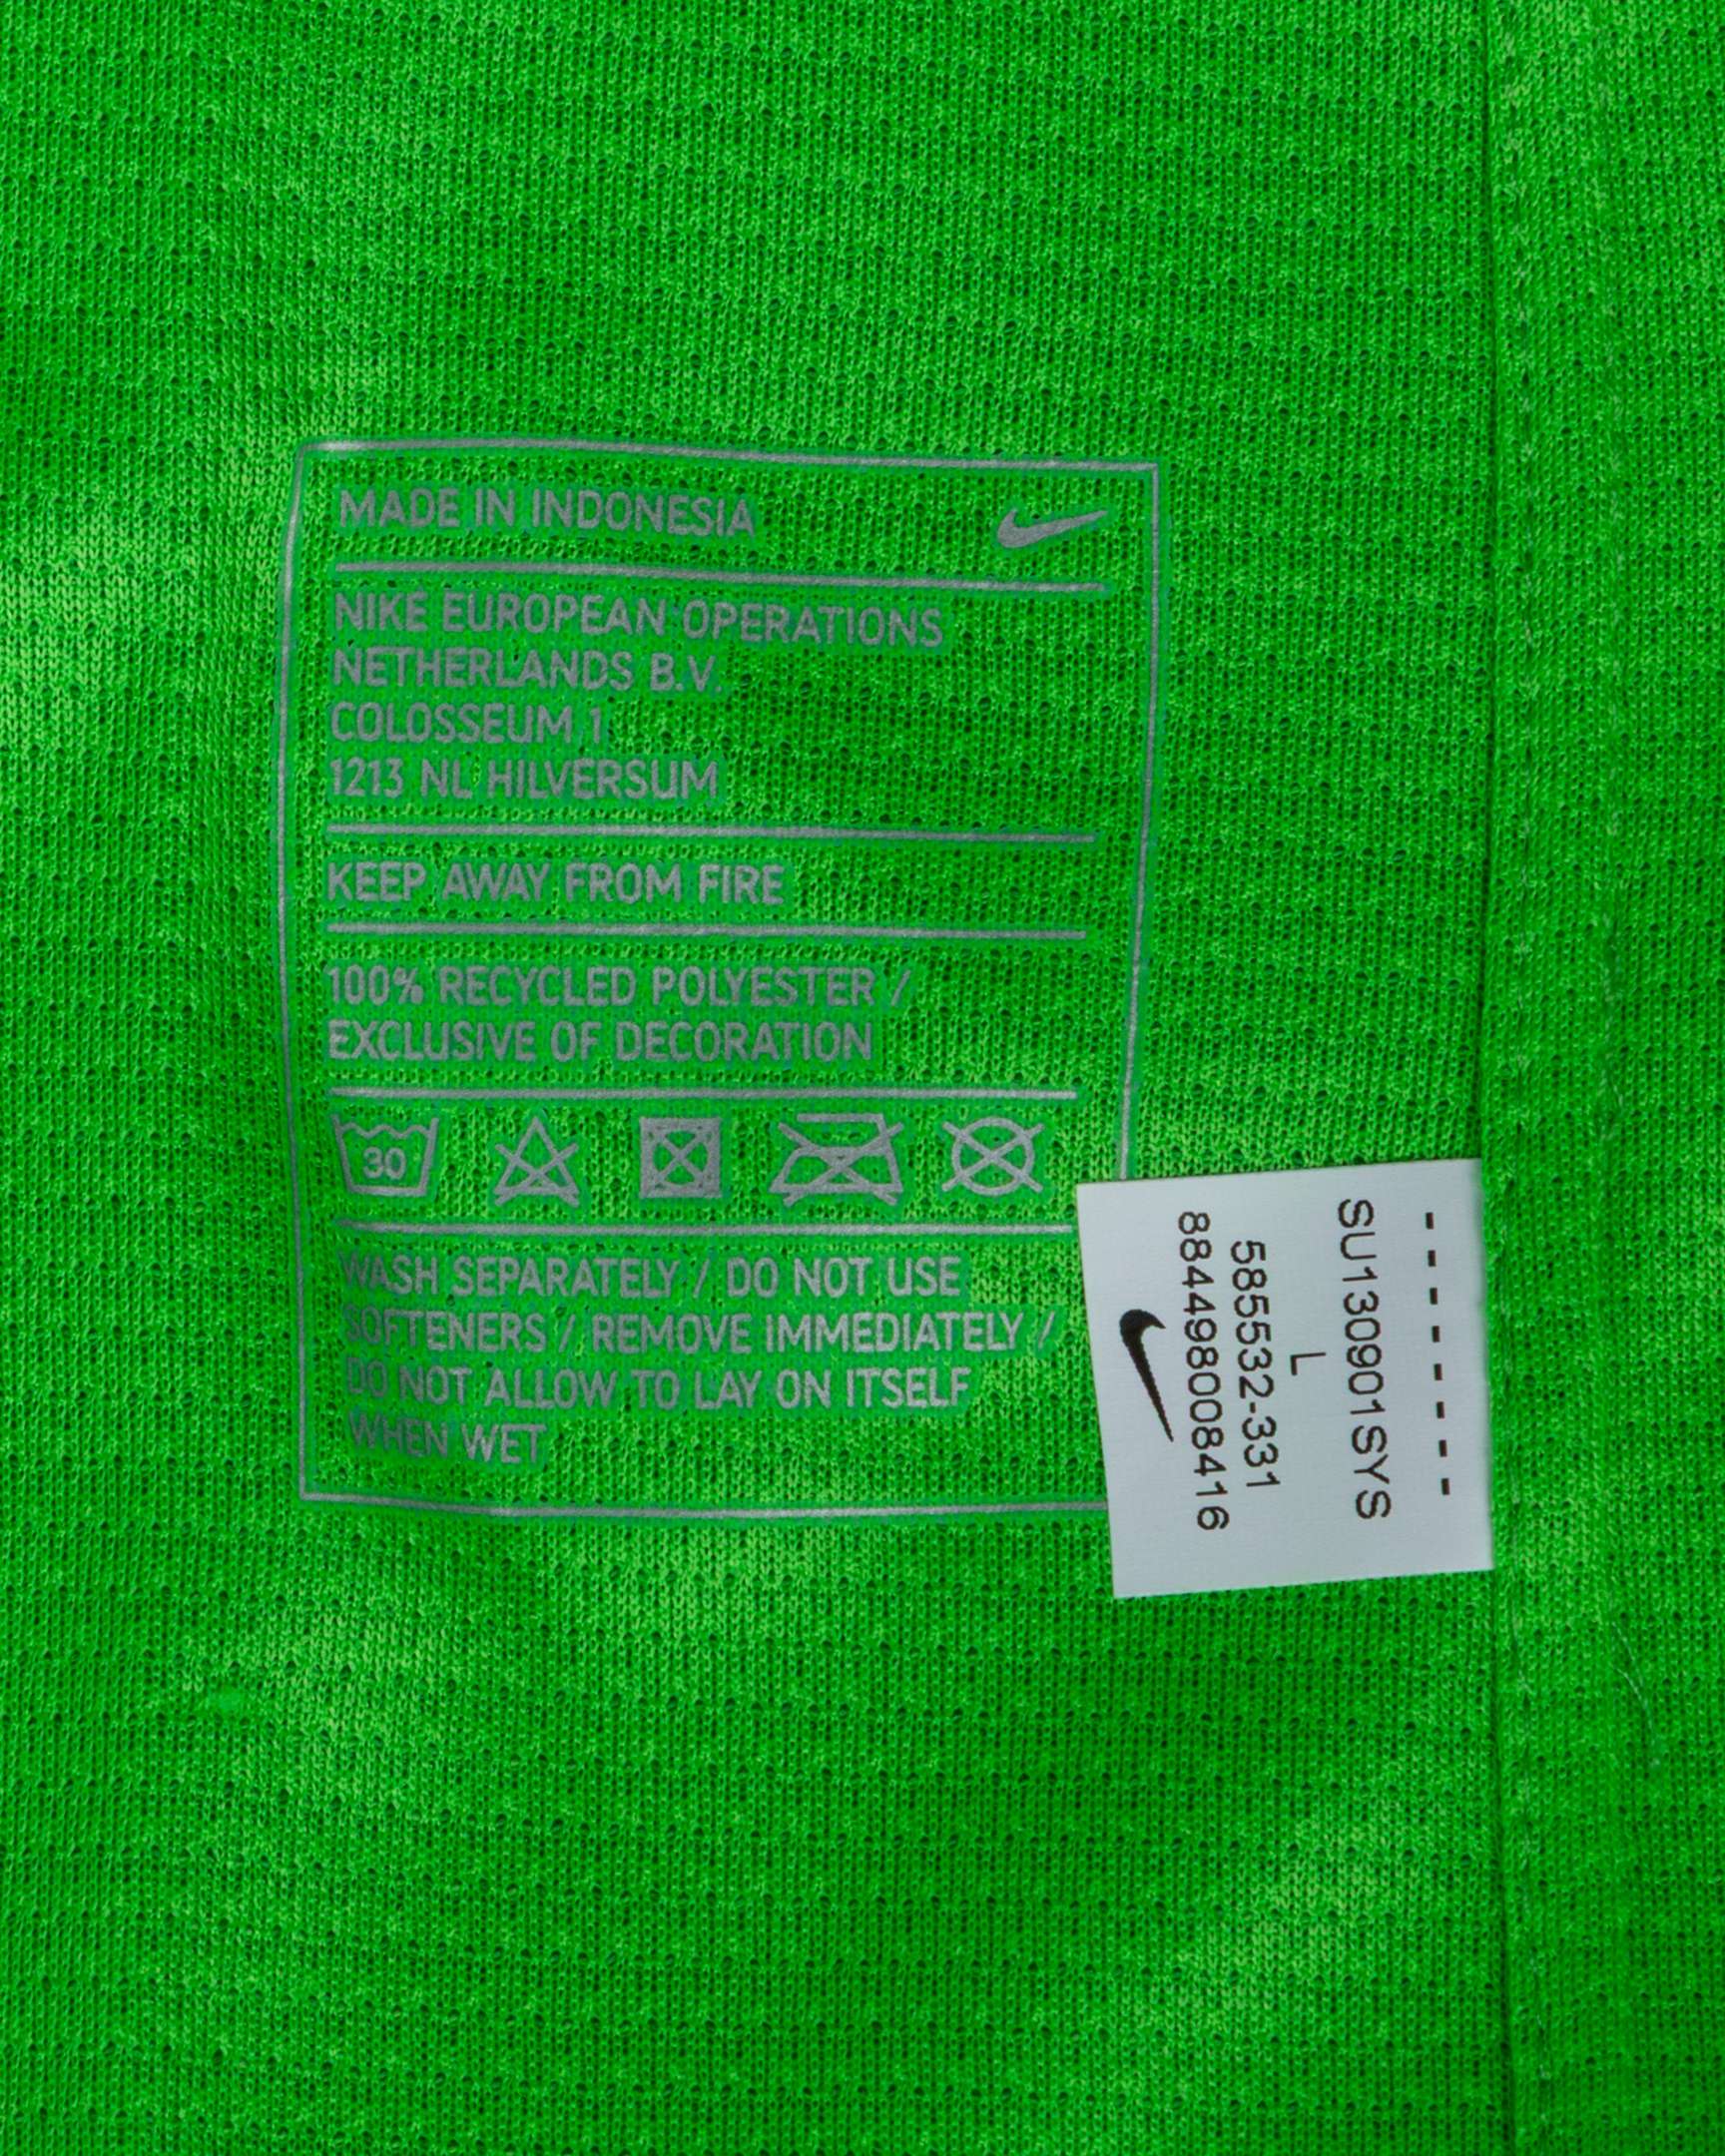 MADE IN INDONESIA
NIKE EUROPEAN OPERATIONS
NETHERLANDS B.V.
COLOSSEUM 1
1213 NL HILVERSUM
KEEP AWAY FROM FIRE
100% RECYCLED POLYESTER /
EXCLUSIVE OF DECORATION
30
WASH SEPARATELY / DO NOT USE
SOFTENERS / REMOVE IMMEDIATELY /
DO NOT ALLOW TO LAY ON ITSELF
WHEN WET
--------
SU130901SYS
L
585532-331
884498008416